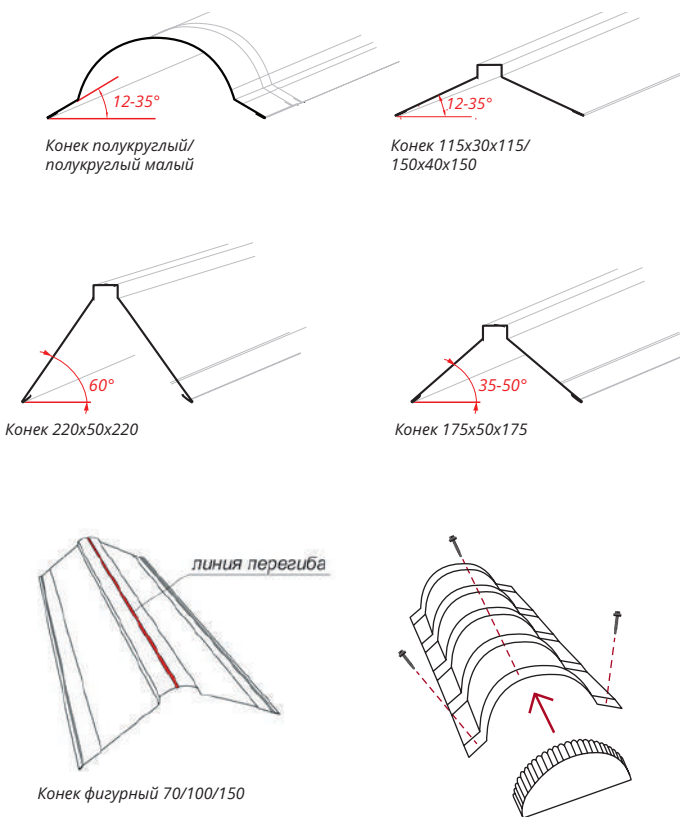 12-35°
Конек полукруглый/
полукруглый малый
12-35°
Конек 115х30х115/
150х40х150
60°
Конек 220х50х220
35-50°
Конек 175х50х175
линия перегиба
Конек фигурный 70/100/150